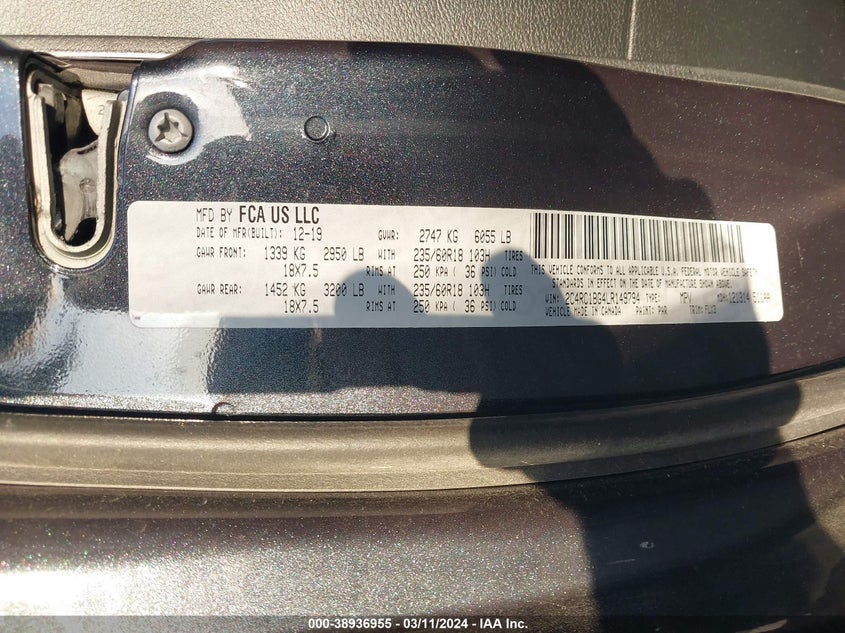 MFD BY FCA US LLC
DATE OF MFR(BUILT): 12-19 GVWR: 2747 KG 6055 LB
GAWR FRONT: 1339 KG 2950 LB WITH 235/60R18 103H TIRES
18X7.5 RIMS AT 250 KPA ( 36 PSI) COLD
GAWR REAR: 1452 KG 3200 LB WITH 235/60R18 103H TIRES
18X7.5 RIMS AT 250 KPA ( 36 PSI) COLD
THIS VEHICLE CONFORMS TO ALL APPLICABLE U.S.A. FEDERAL MOTOR VEHICLE SAFETY
STANDARDS IN EFFECT ON THE DATE OF MANUFACTURE SHOWN ABOVE.
VIN: 2C4RC1BG4LR149794 TYPE: MPV MDH: 121314 511AA
VEHICLE MADE IN CANADA PAINT: PAR TRIM:
000-38936955 - 03/11/2024 - IAA Inc.